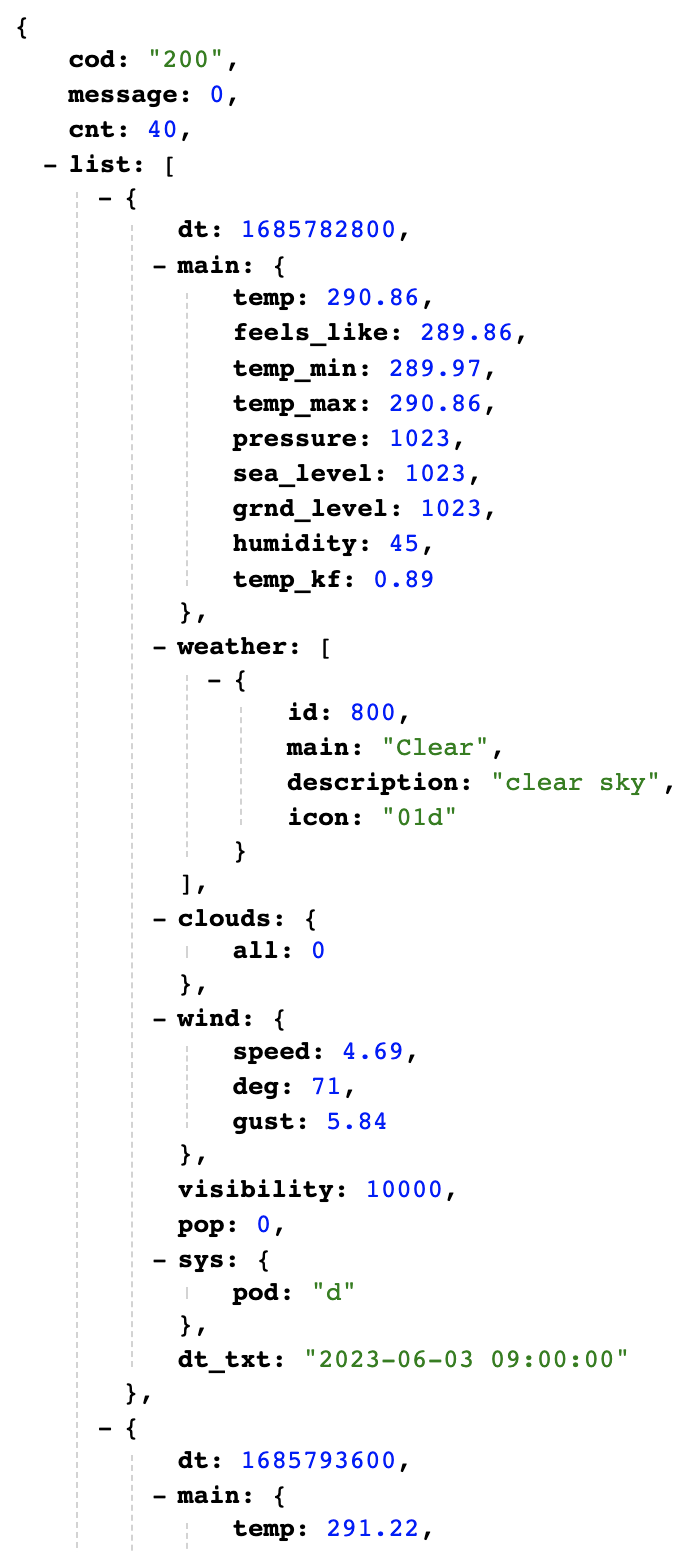 {
cod: "200",
message: 0,
cnt: 40,
- list: [
- {
dt: 1685782800,
- main: {
temp: 290.86,
feels_like: 289.86,
temp_min: 289.97,
temp_max: 290.86,
pressure: 1023,
sea_level: 1023,
grnd_level: 1023,
humidity: 45,
temp_kf: 0.89
},
- weather: [
- {
id: 800,
main: "Clear",
description: "clear sky",
icon: "01d"
}
],
- clouds: {
all: 0
},
- wind: {
speed: 4.69,
deg: 71,
gust: 5.84
},
visibility: 10000,
pop: 0,
- sys: {
pod: "d"
},
dt_txt: "2023-06-03 09:00:00"
},
- {
dt: 1685793600,
- main: {
temp: 291.22,